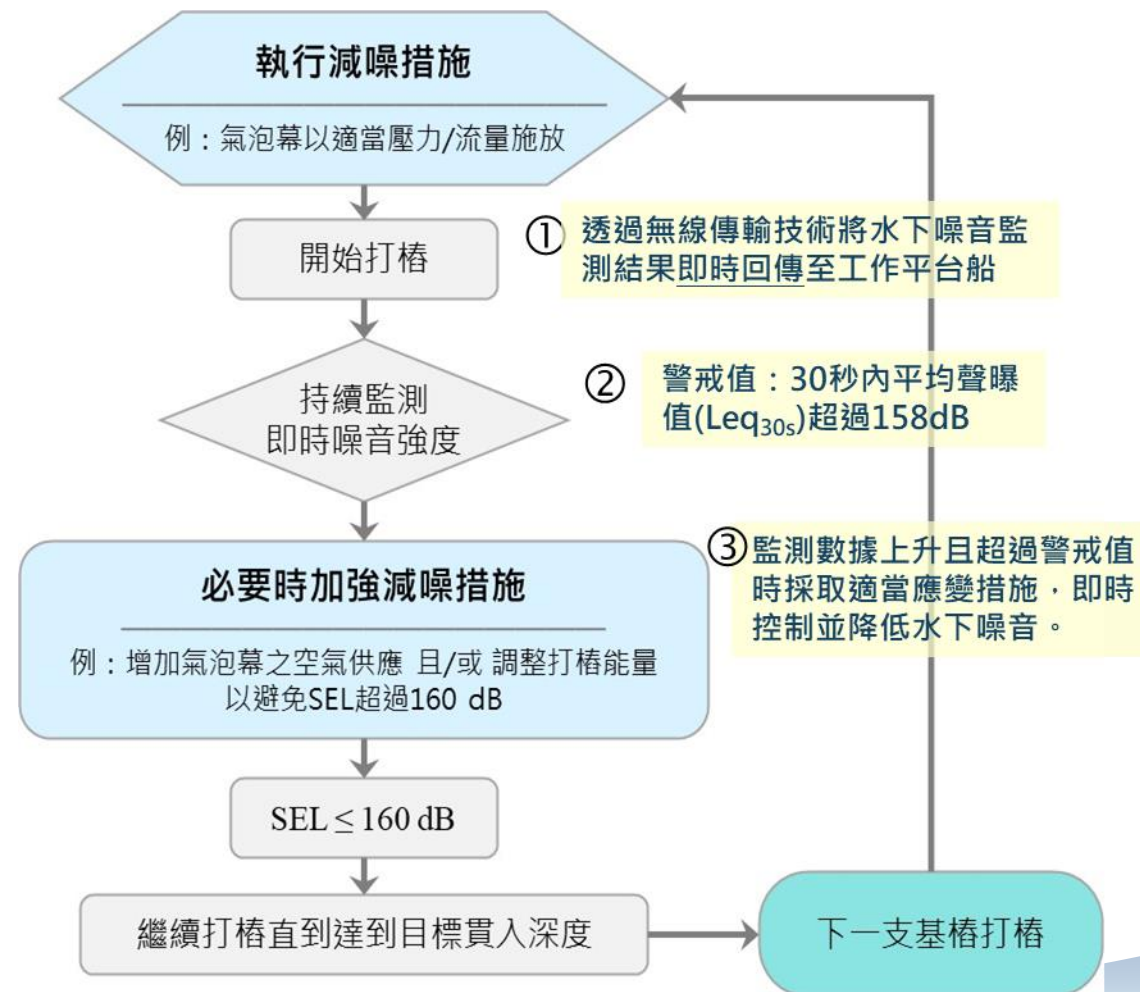 執行減噪措施
例：氣泡幕以適當壓力/流量施放
開始打樁
① 透過無線傳輸技術將水下噪音監
測結果即時回傳至工作平台船
持續監測
即時噪音強度
② 警戒值：30秒內平均聲曝
值(Leq30s)超過158dB
必要時加強減噪措施
例：增加氣泡幕之空氣供應 且/或 調整打樁能量
以避免SEL超過160 dB
③ 監測數據上升且超過警戒值
時採取適當應變措施，即時
控制並降低水下噪音。
SEL ≤ 160 dB
繼續打樁直到達到目標貫入深度
下一支基樁打樁